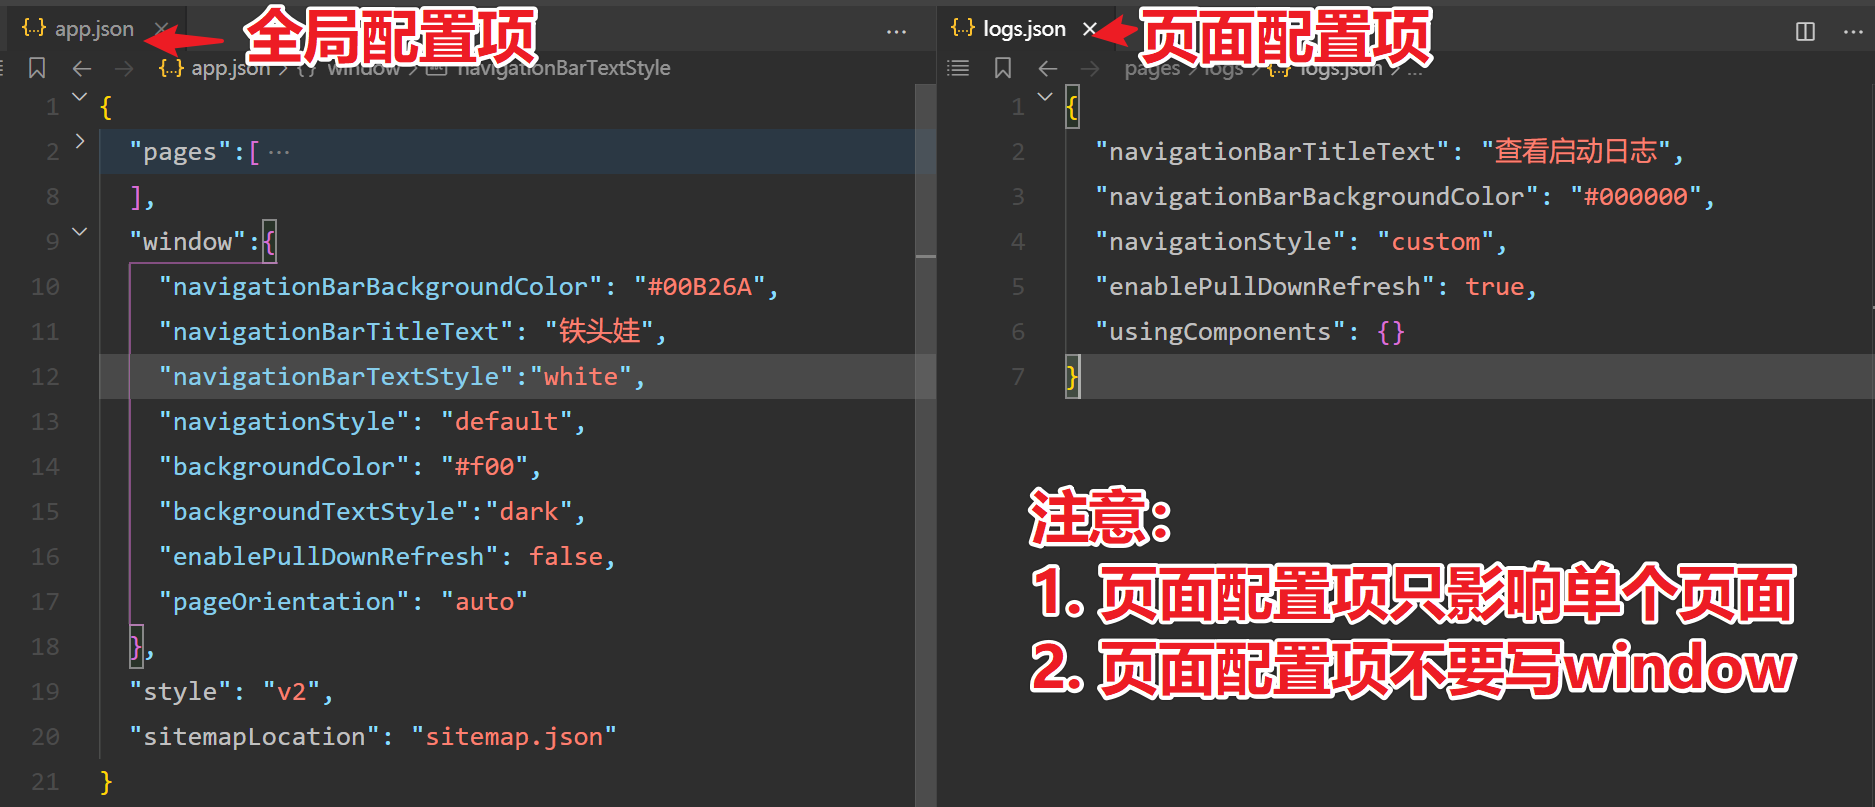 app.json
全局配置项
app.json > {} window > navigationBarTextStyle
1 {
2 "pages":[ ...
8 ],
9 "window":{
10 "navigationBarBackgroundColor": "#00B26A",
11 "navigationBarTitleText": "铁头娃",
12 "navigationBarTextStyle":"white",
13 "navigationStyle": "default",
14 "backgroundColor": "#f00",
15 "backgroundTextStyle":"dark",
16 "enablePullDownRefresh": false,
17 "pageOrientation": "auto"
18 },
19 "style": "v2",
20 "sitemapLocation": "sitemap.json"
21 }
logs.json
页面配置项
pages > logs > {} logs.json > ...
1 {
2 "navigationBarTitleText": "查看启动日志",
3 "navigationBarBackgroundColor": "#000000",
4 "navigationStyle": "custom",
5 "enablePullDownRefresh": true,
6 "usingComponents": {}
7 }
注意：
1. 页面配置项只影响单个页面
2. 页面配置项不要写window